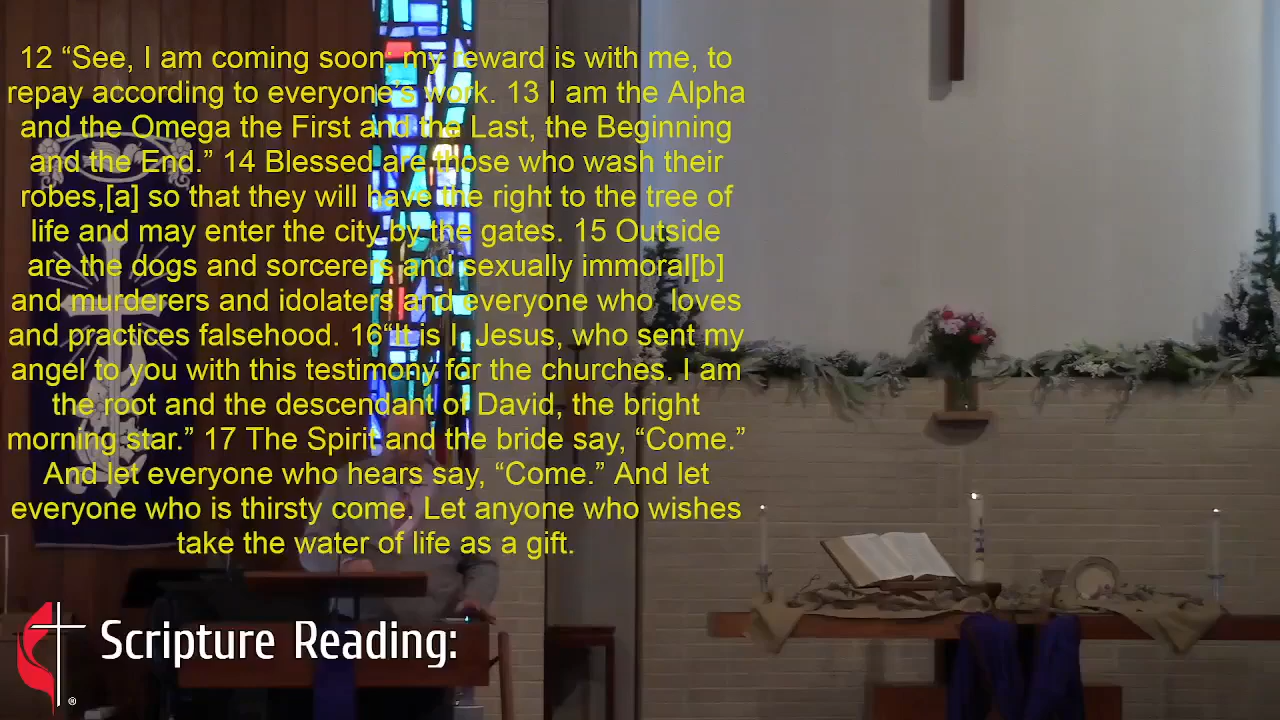 12 “See, I am coming soon; my reward is with me, to
repay according to everyone’s work. 13 I am the Alpha
and the Omega the First and the Last, the Beginning
and the End.” 14 Blessed are those who wash their
robes,[a] so that they will have the right to the tree of
life and may enter the city by the gates. 15 Outside
are the dogs and sorcerers and sexually immoral[b]
and murderers and idolaters and everyone who loves
and practices falsehood. 16“It is I, Jesus, who sent my
angel to you with this testimony for the churches. I am
the root and the descendant of David, the bright
morning star.” 17 The Spirit and the bride say, “Come.”
And let everyone who hears say, “Come.” And let
everyone who is thirsty come. Let anyone who wishes
take the water of life as a gift.
Scripture Reading:
®